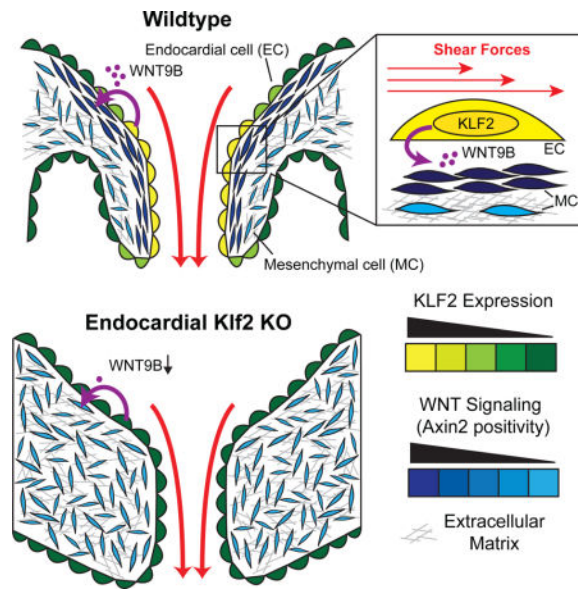 Wildtype
Endocardial cell (EC)
WNT9B
Shear Forces
KLF2
EC
WNT9B
MC
Mesenchymal cell (MC)
Endocardial Klf2 KO
WNT9B↓
KLF2 Expression
WNT Signaling
(Axin2 positivity)
Extracellular
Matrix